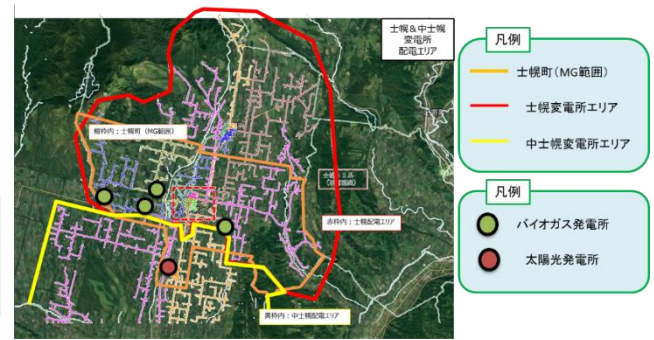 士幌&中士幌
変電所
配電エリア
橙枠内：士幌町（MG範囲）
赤枠内：士幌配電エリア
黄枠内：中士幌配電エリア
凡例
士幌町（MG範囲）
士幌変電所エリア
中士幌変電所エリア
凡例
バイオガス発電所
太陽光発電所